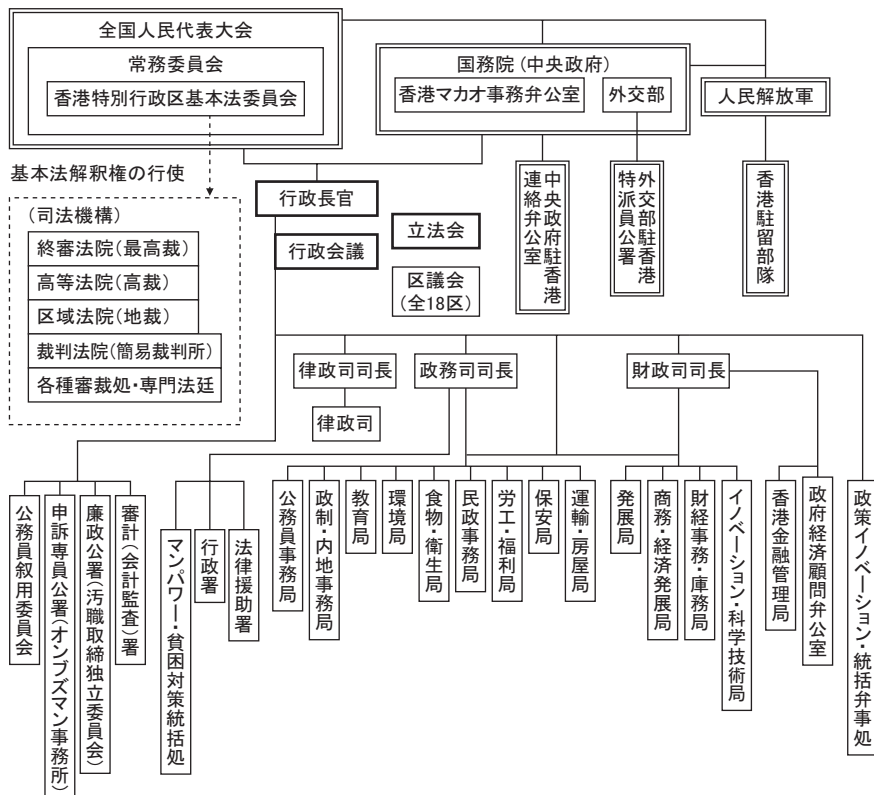 全国人民代表大会
常務委員会
香港特別行政区基本法委員会
国務院(中央政府)
香港マカオ事務弁公室
外交部
人民解放軍
基本法解釈権の行使
行政長官
行政会議
立法会
区議会
(全18区)
中央政府駐香港
連絡弁公室
外交部駐香港
特派員公署
香港駐留部隊
(司法機構)
終審法院(最高裁)
高等法院(高裁)
区域法院(地裁)
裁判法院(簡易裁判所)
各種審裁処・専門法廷
律政司司長
政務司司長
財政司司長
律政司
公務員叙用委員会
申訴専員公署(オンブズマン事務所)
廉政公署(汚職取締独立委員会)
審計(会計監査)署
マンパワー・貧困対策統括処
行政署
法律援助署
公務員事務局
政制・内地事務局
教育局
環境局
食物・衛生局
民政事務局
労工・福利局
保安局
運輸・房屋局
発展局
商務・経済発展局
財経事務・庫務局
イノベーション・科学技術局
香港金融管理局
政府経済顧問弁公室
政策イノベーション・統括弁事処